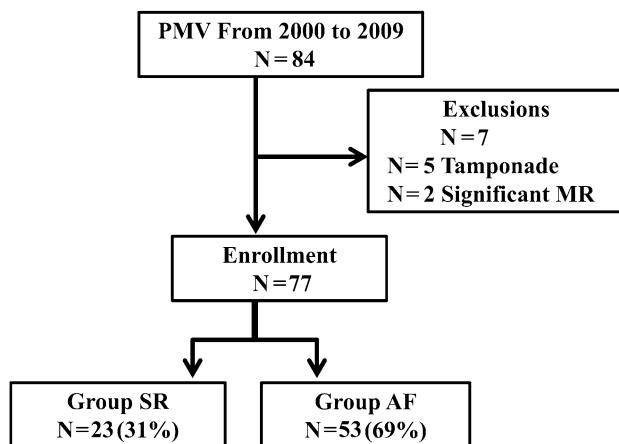 PMV From 2000 to 2009
N=84
Exclusions
N=7
N=5 Tamponade
N=2 Significant MR
Enrollment
N=77
Group SR
N=23(31%)
Group AF
N=53(69%)